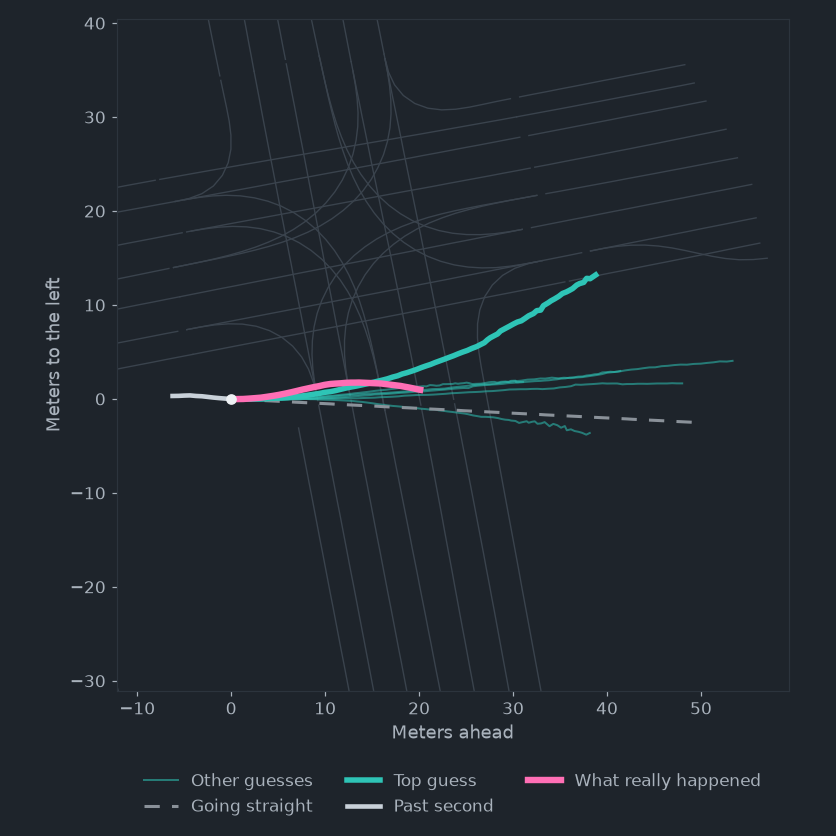 40
30
20
10
0
−10
−20
−30
Meters to the left
−10 0 10 20 30 40 50
Meters ahead
Other guesses Top guess What really happened
Going straight Past second